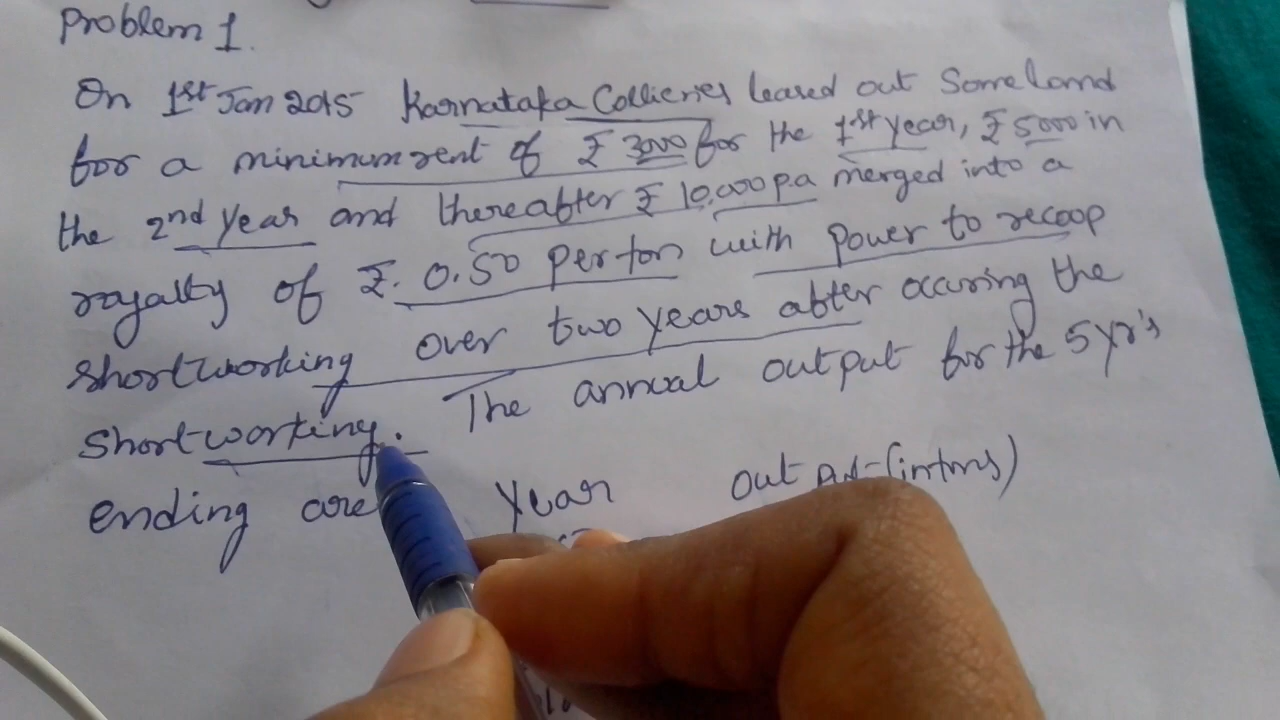 Problem 1.
On 1st Jan 2015 Karnataka Collieries leased out Some land
for a minimum rent of ₹ 3000 for the 1st year, ₹ 5000 in
the 2nd year and thereafter ₹ 10,000 p.a merged into a
royalty of ₹. 0.50 per ton with power to recoop
shortworking over two years after occuring the
shortworking. The annual output for the 5 yr's
ending are Year output (intons)